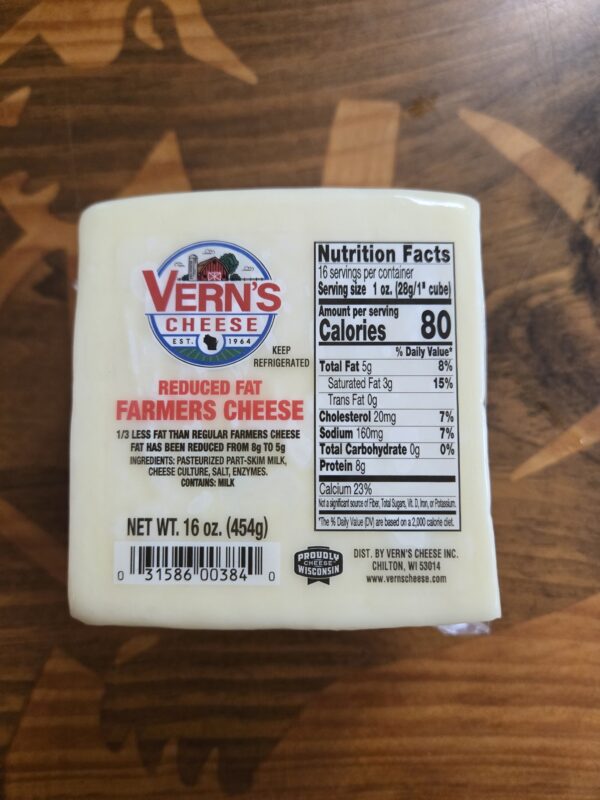 VERN'S
CHEESE
EST. 1964
KEEP
REFRIGERATED
REDUCED FAT
FARMERS CHEESE
1/3 LESS FAT THAN REGULAR FARMERS CHEESE
FAT HAS BEEN REDUCED FROM 8g TO 5g
INGREDIENTS: PASTEURIZED PART-SKIM MILK,
CHEESE CULTURE, SALT, ENZYMES.
CONTAINS: MILK
NET WT. 16 oz. (454g)
0 31586 00384 0
Nutrition Facts
16 servings per container
Serving size 1 oz. (28g/1" cube)
Amount per serving
Calories 80
% Daily Value*
Total Fat 5g 8%
Saturated Fat 3g 15%
Trans Fat 0g
Cholesterol 20mg 7%
Sodium 160mg 7%
Total Carbohydrate 0g 0%
Protein 8g
Calcium 23%
Not a significant source of Fiber, Total Sugars, Vit. D, Iron, or Potassium.
*The % Daily Value (DV) are based on a 2,000 calorie diet.
PROUDLY
WISCONSIN
CHEESE™
DIST. BY VERN'S CHEESE INC.
CHILTON, WI 53014
www.vernscheese.com